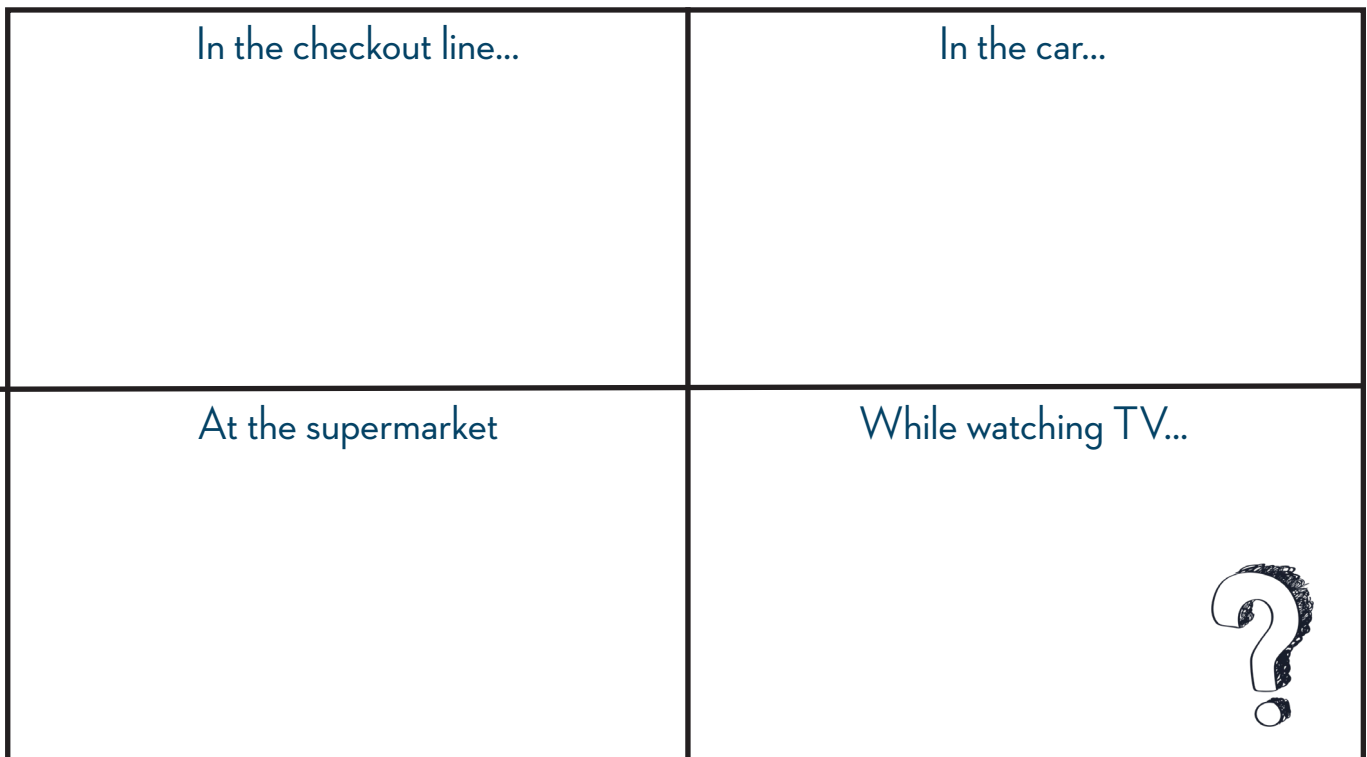 In the checkout line...
In the car...
At the supermarket
While watching TV...
?